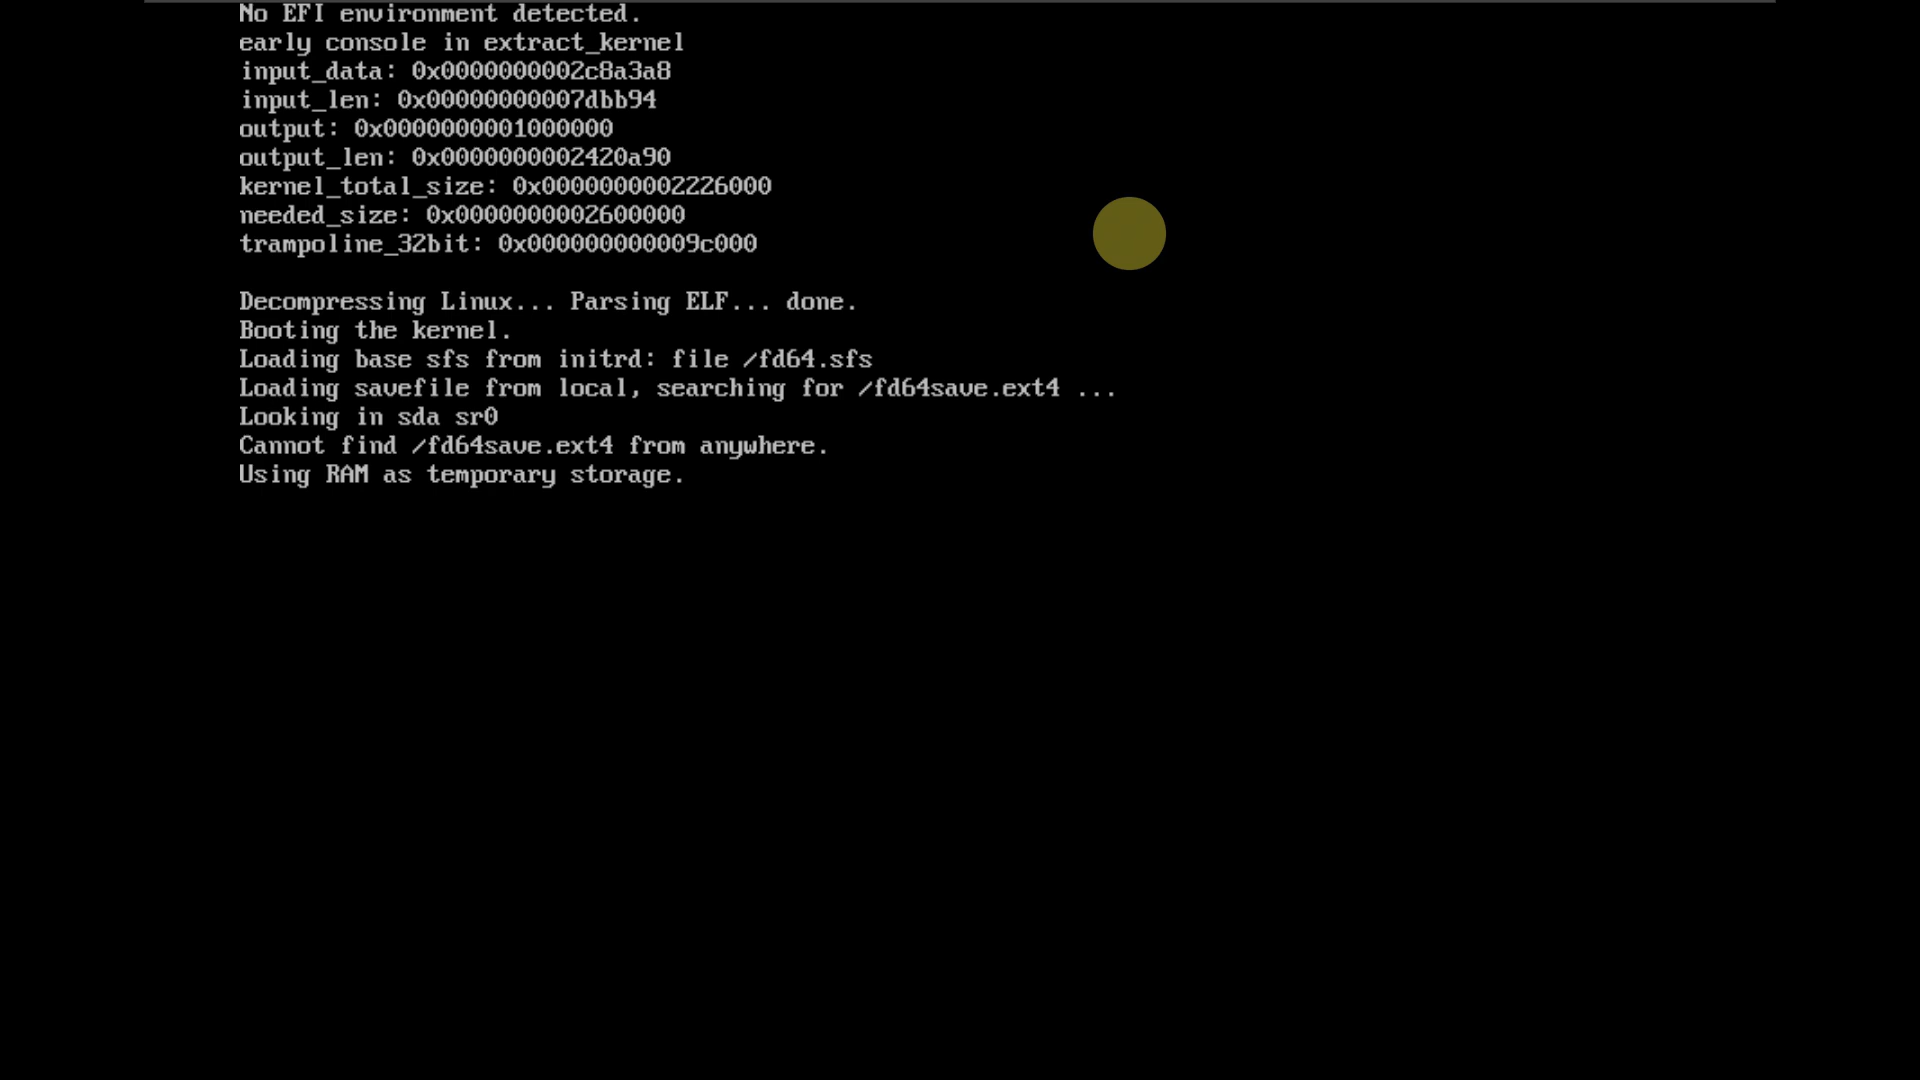 No EFI environment detected.
early console in extract_kernel
input_data: 0x0000000002c8a3a8
input_len: 0x00000000007dbb94
output: 0x0000000001000000
output_len: 0x0000000002420a90
kernel_total_size: 0x0000000002226000
needed_size: 0x0000000002600000
trampoline_32bit: 0x000000000009c000
Decompressing Linux... Parsing ELF... done.
Booting the kernel.
Loading base sfs from initrd: file /fd64.sfs
Loading savefile from local, searching for /fd64save.ext4 ...
Looking in sda sr0
Cannot find /fd64save.ext4 from anywhere.
Using RAM as temporary storage.